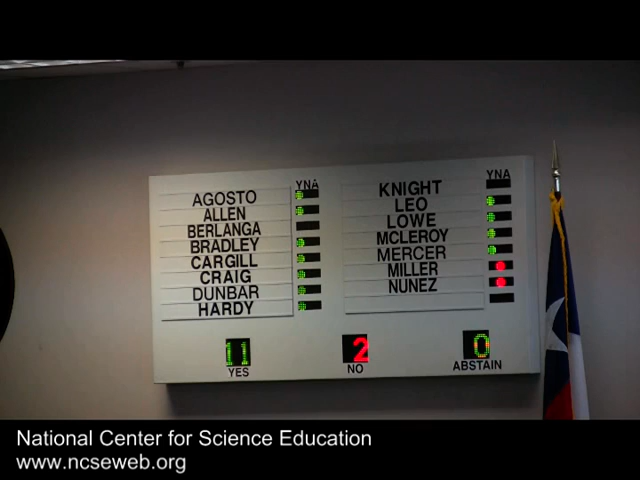 YNA
AGOSTO
ALLEN
BERLANGA
BRADLEY
CARGILL
CRAIG
DUNBAR
HARDY
YNA
KNIGHT
LEO
LOWE
MCLEROY
MERCER
MILLER
NUNEZ
11
YES
2
NO
0
ABSTAIN
National Center for Science Education
www.ncseweb.org